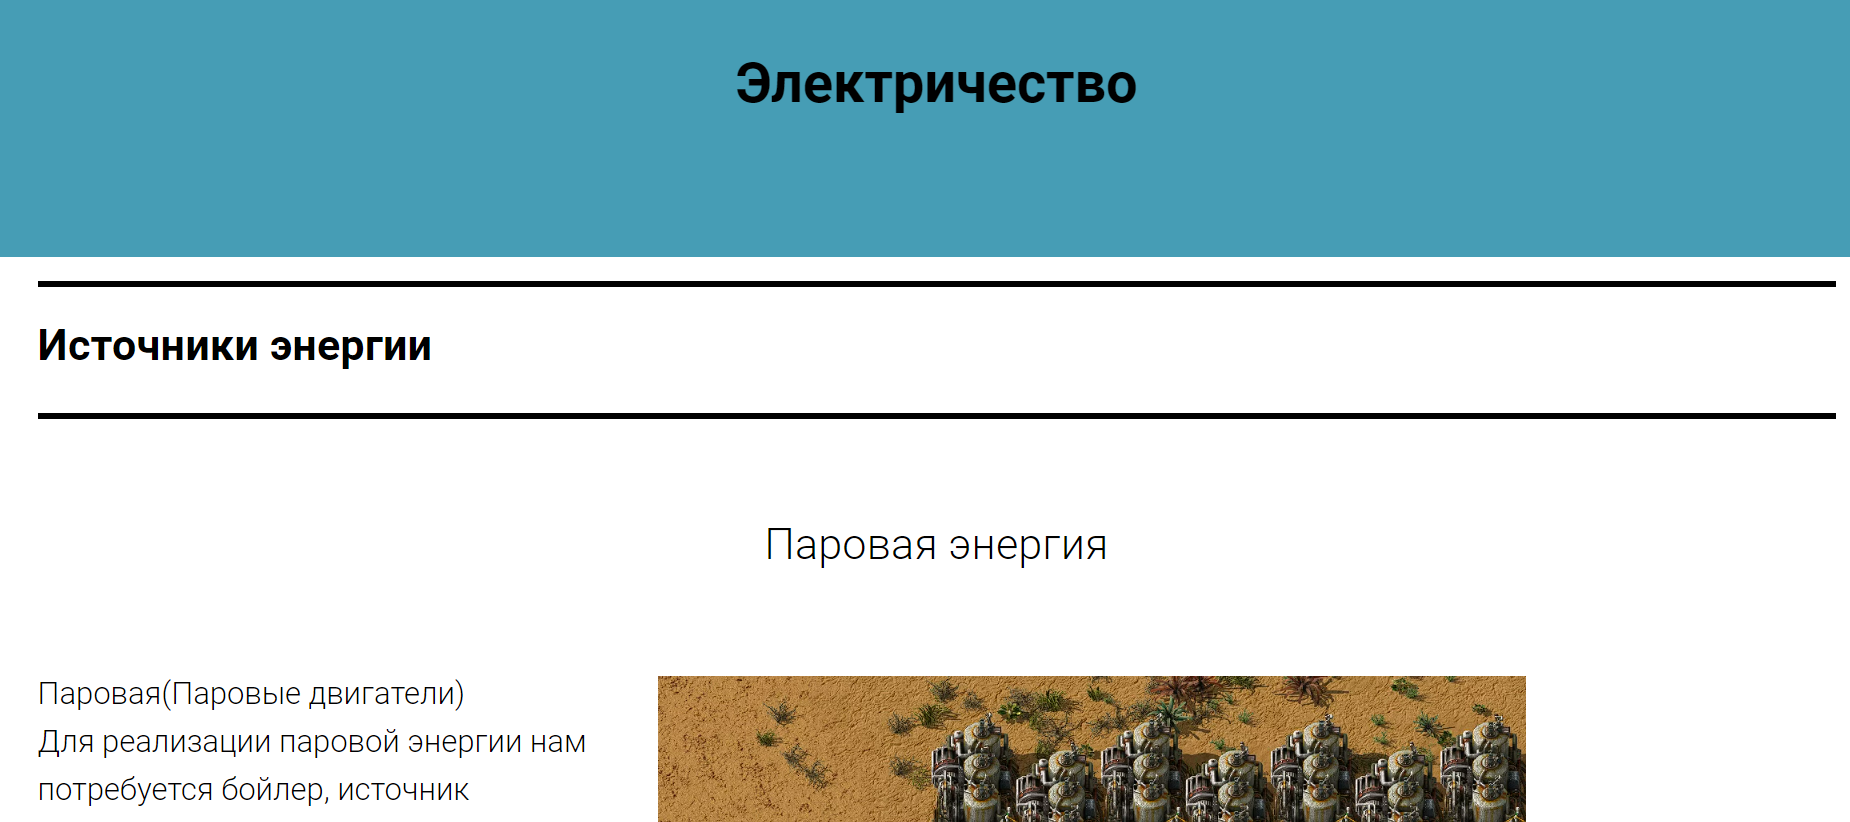 Электричество
Источники энергии
Паровая энергия
Паровая(Паровые двигатели)
Для реализации паровой энергии нам
потребуется бойлер, источник